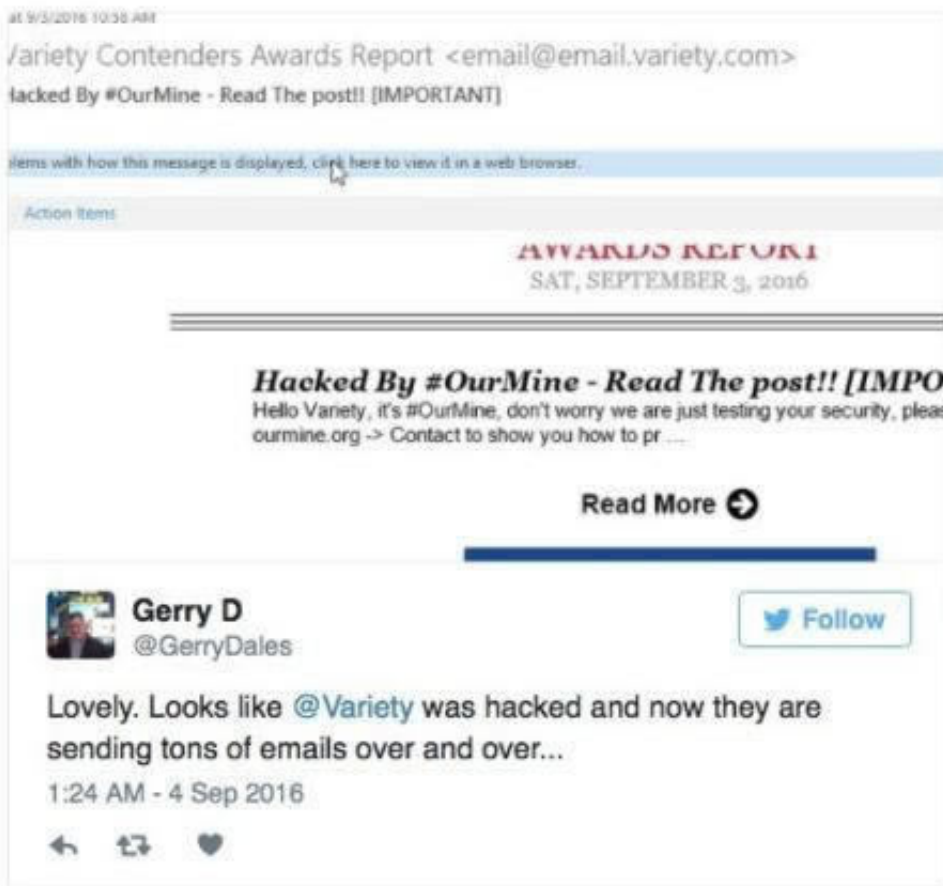 at 9/3/2016 10:38 AM
Variety Contenders Awards Report <email@email.variety.com>
Hacked By #OurMine - Read The post!! [IMPORTANT]
lems with how this message is displayed, click here to view it in a web browser.
Action Items
AWARDS REPORT
SAT, SEPTEMBER 3, 2016
Hacked By #OurMine - Read The post!! [IMPO
Hello Variety, it's #OurMine, don't worry we are just testing your security, pleas
ourmine.org -> Contact to show you how to pr ...
Read More
Gerry D
@GerryDales
Follow
Lovely. Looks like @Variety was hacked and now they are
sending tons of emails over and over...
1:24 AM - 4 Sep 2016